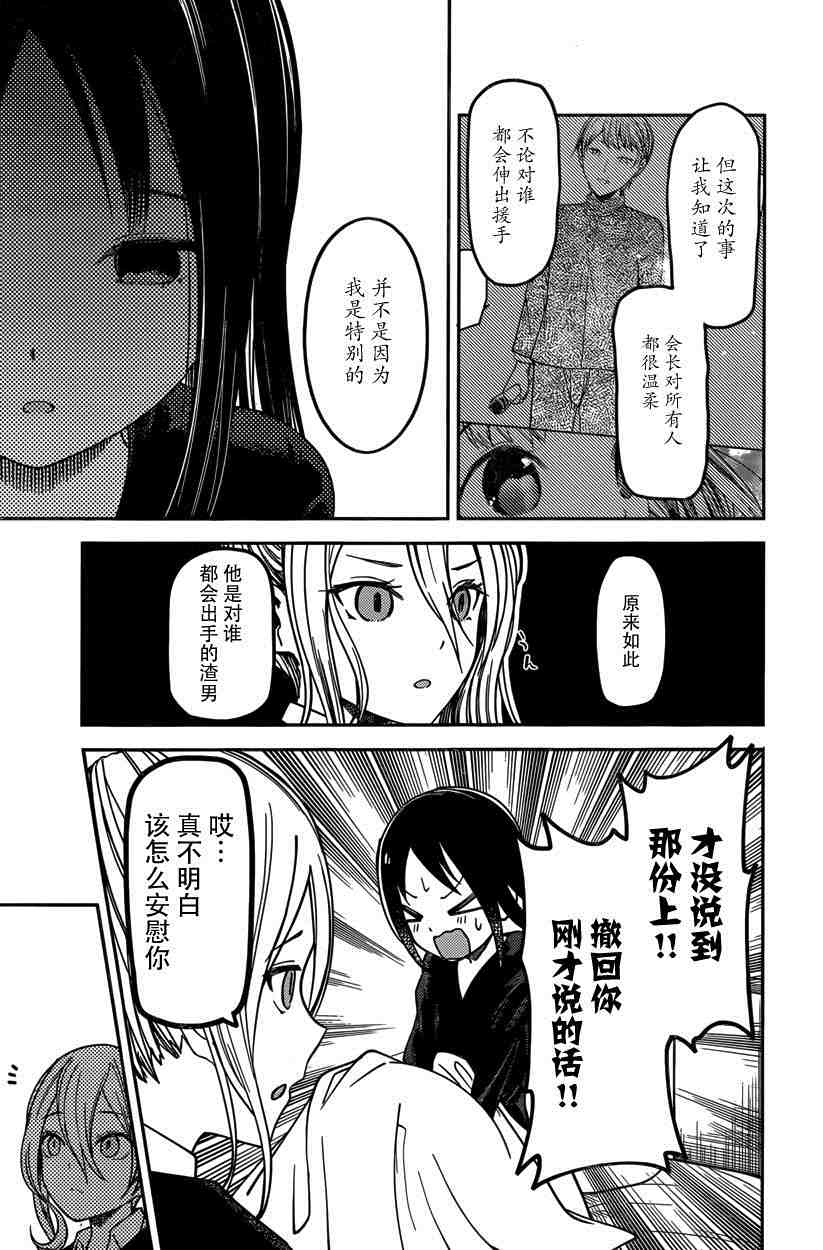 但这次的事
让我知道了
不论对谁
都会伸出援手
会长对所有人
都很温柔
并不是因为
我是特别的
原来如此
うん
他是对谁
都会出手的渣男
才没说到
那份上!!
撤回你
刚才说的话!!
哎…
真不明白
该怎么安慰你